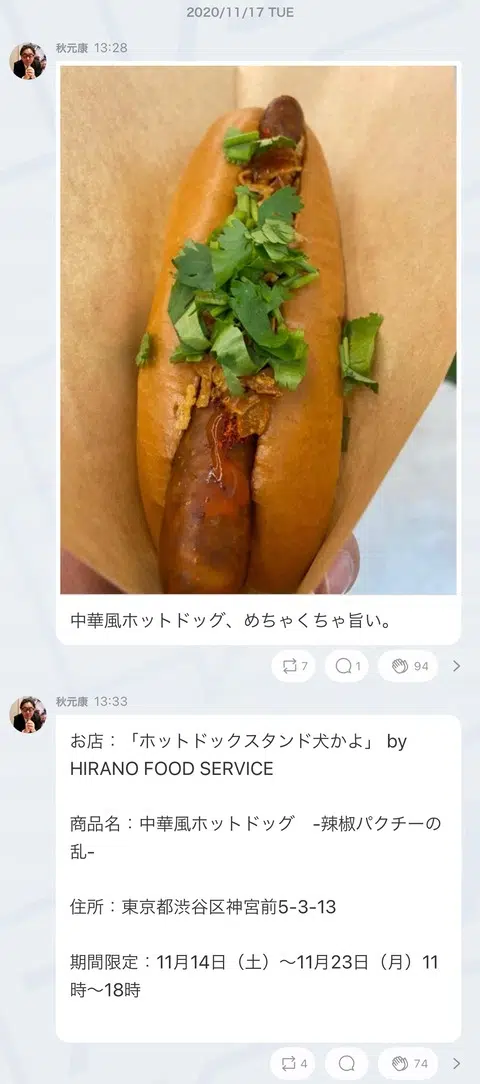 2020/11/17 TUE
秋元康 13:28
中華風ホットドッグ、めちゃくちゃ旨い。
7 1 94
秋元康 13:33
お店：「ホットドックスタンド犬かよ」 by
HIRANO FOOD SERVICE
商品名：中華風ホットドッグ　-辣椒パクチーの
乱-
住所：東京都渋谷区神宮前5-3-13
期間限定：11月14日（土）〜11月23日（月）11
時〜18時
4 74